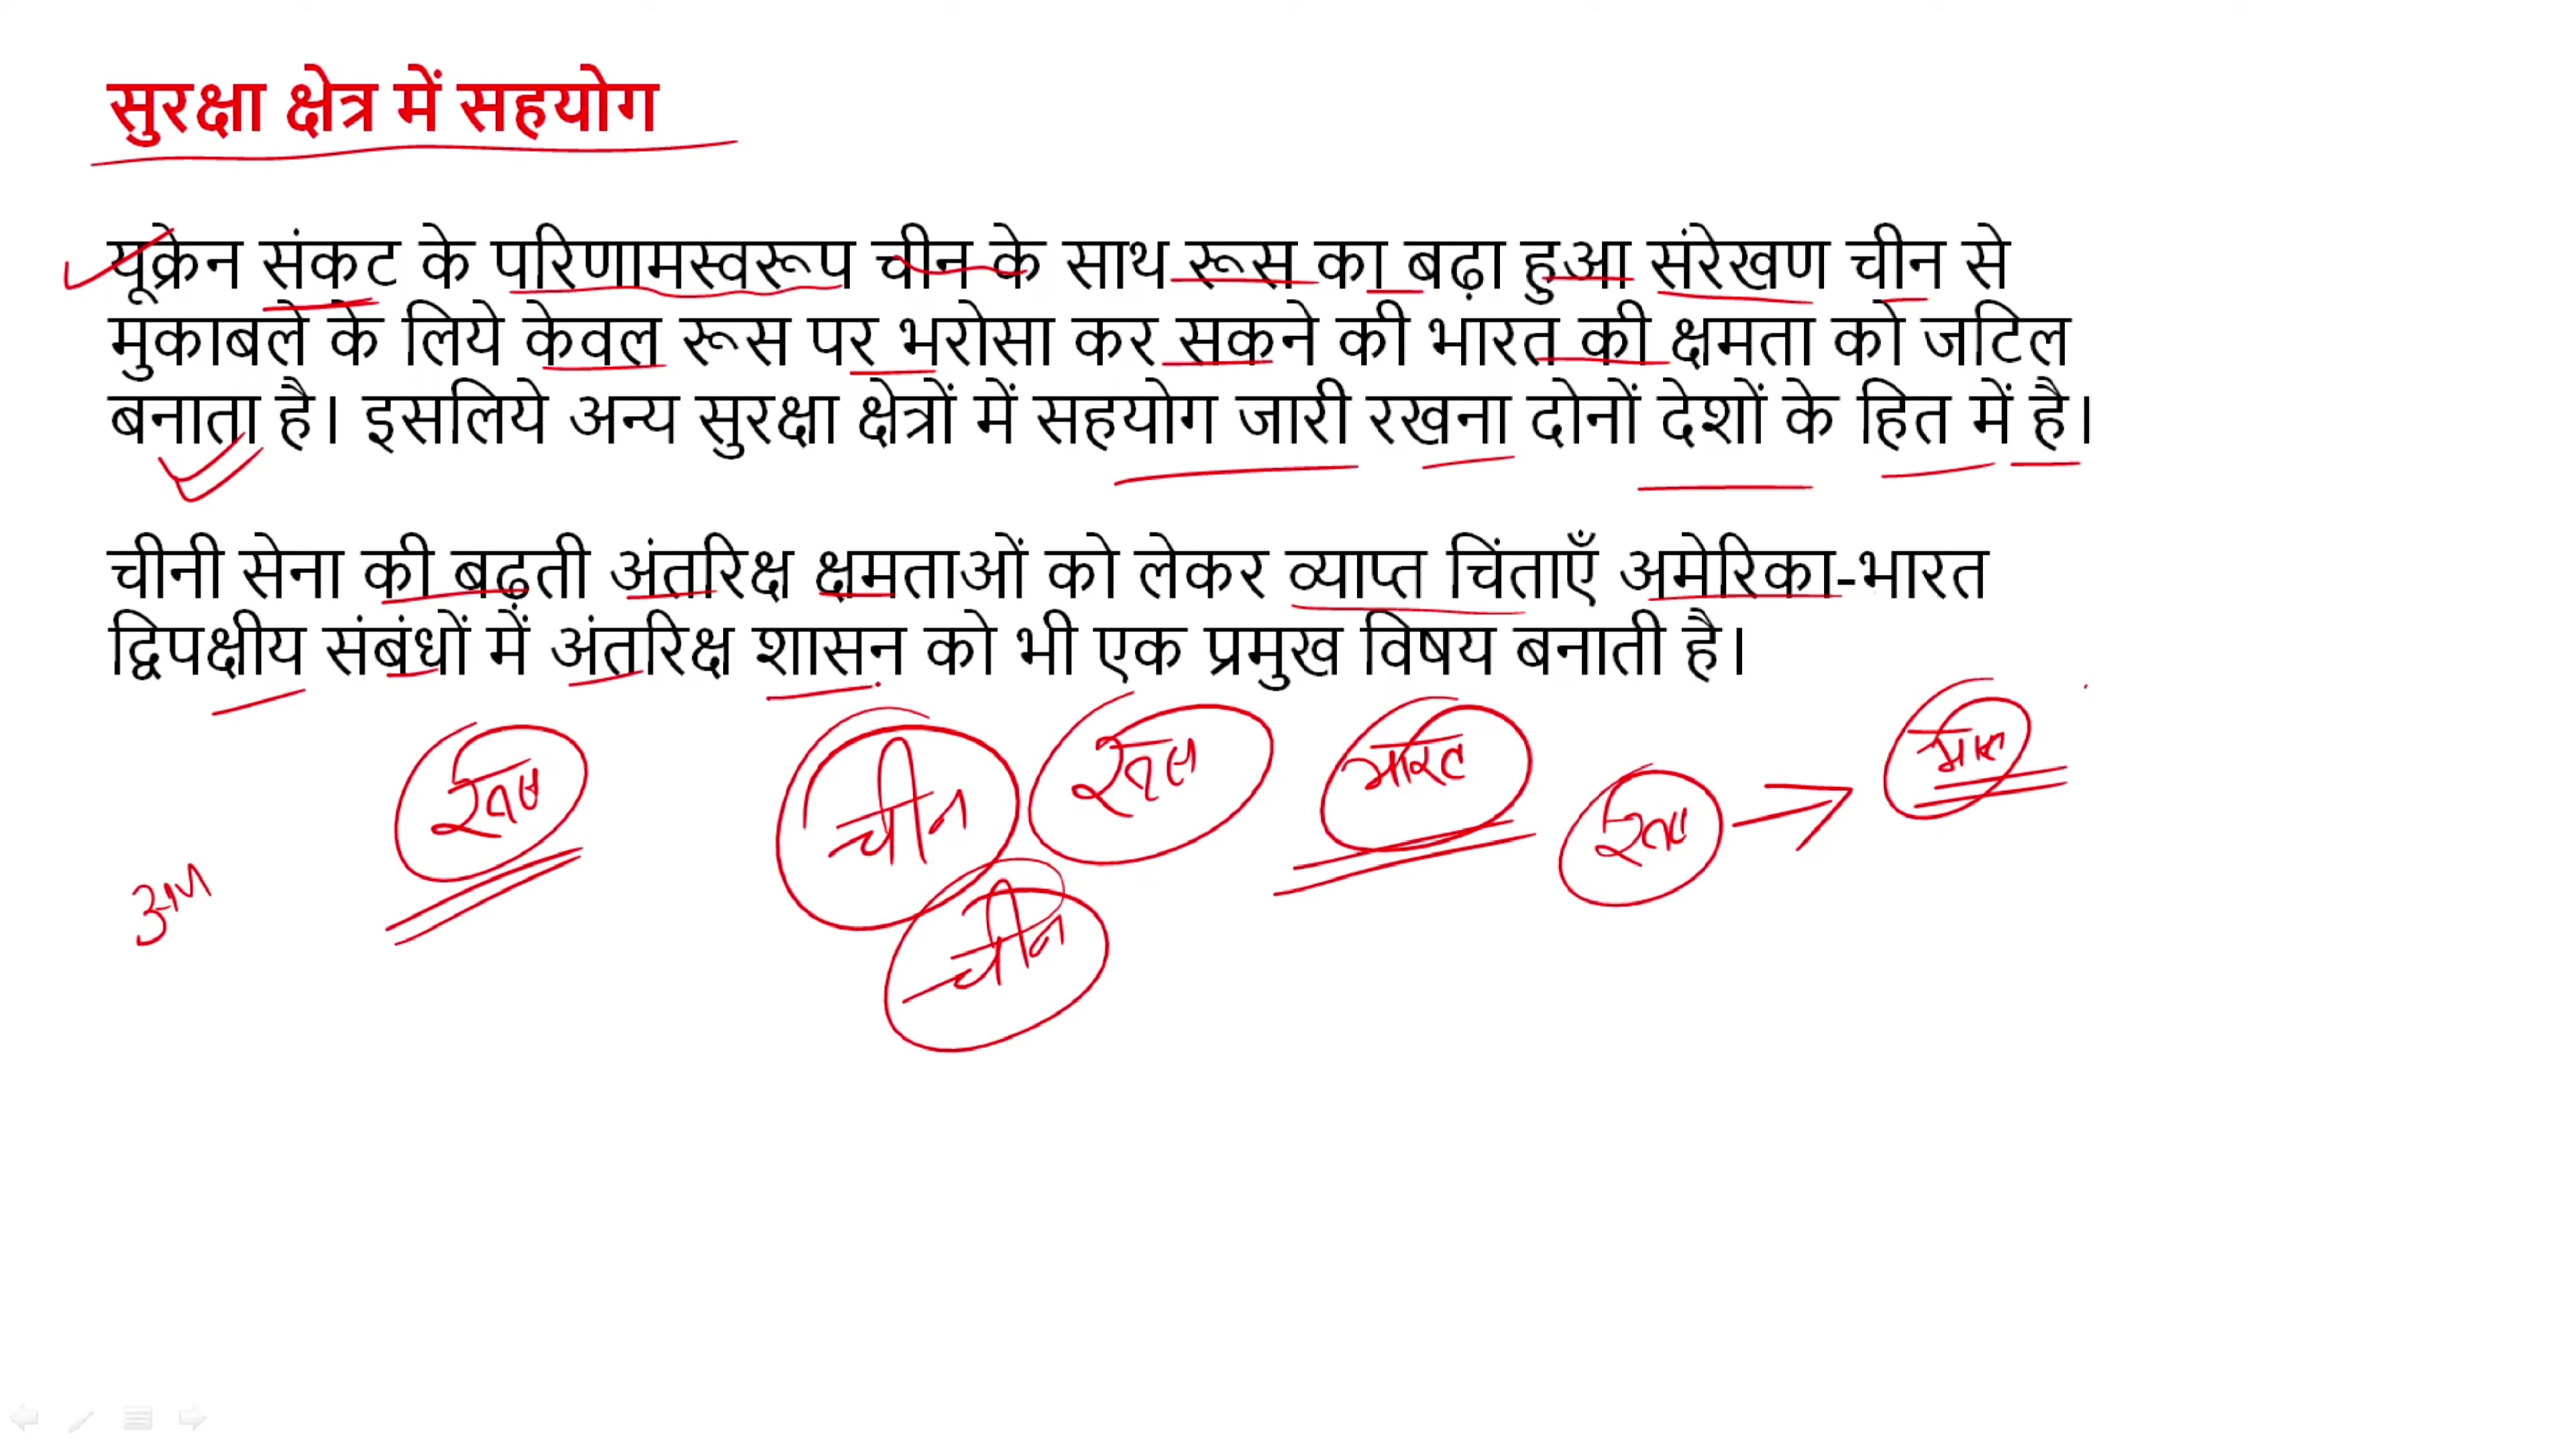 सुरक्षा क्षेत्र में सहयोग
यूक्रेन संकट के परिणामस्वरूप चीन के साथ रूस का बढ़ा हुआ संरेखण चीन से
मुकाबले के लिये केवल रूस पर भरोसा कर सकने की भारत की क्षमता को जटिल
बनाता है। इसलिये अन्य सुरक्षा क्षेत्रों में सहयोग जारी रखना दोनों देशों के हित में है।
चीनी सेना की बढ़ती अंतरिक्ष क्षमताओं को लेकर व्याप्त चिंताएँ अमेरिका-भारत
द्विपक्षीय संबंधों में अंतरिक्ष शासन को भी एक प्रमुख विषय बनाती है।
रूस चीन रूस भारत रूस भारत
चीन